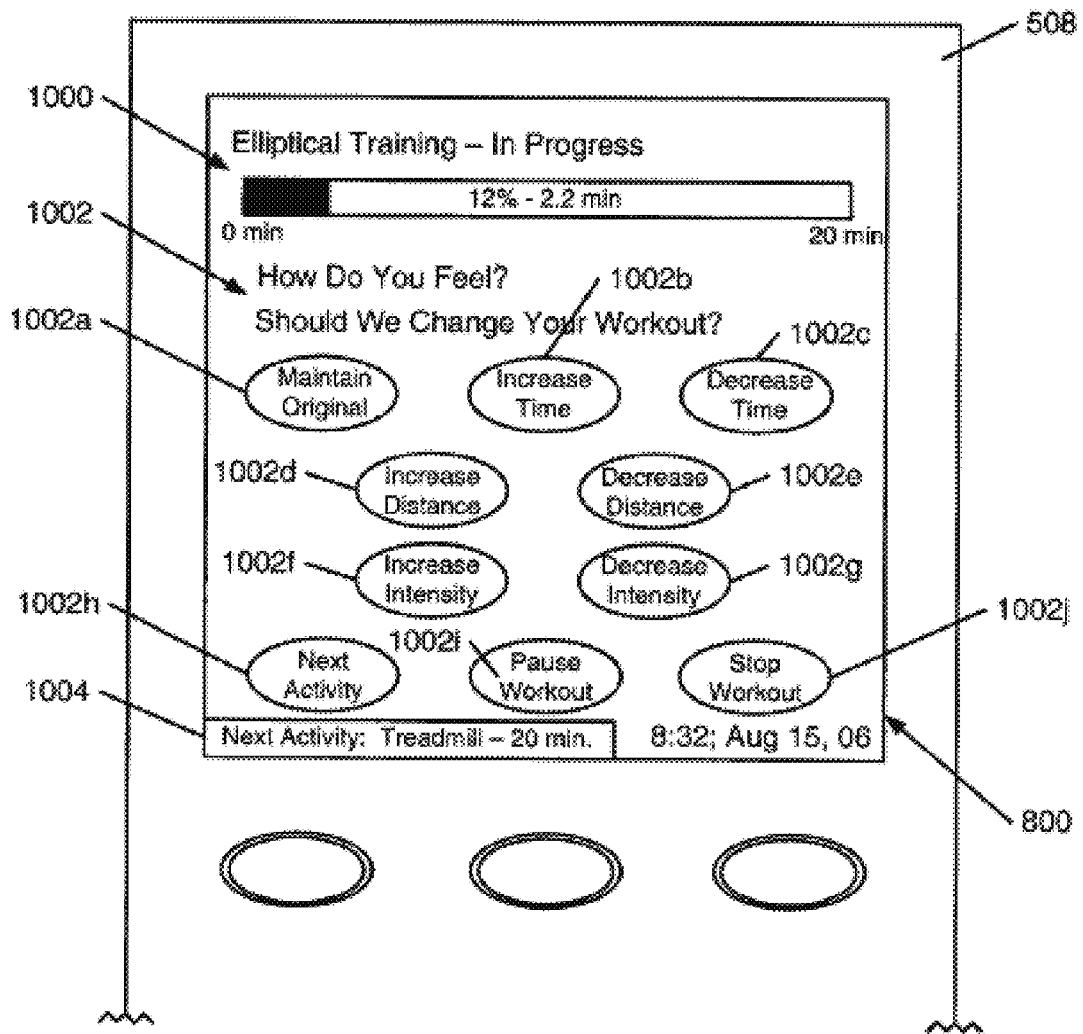 508
1000
Elliptical Training – In Progress
12% - 2.2 min
0 min
20 min
1002
How Do You Feel?
1002b
1002a
Should We Change Your Workout?
1002c
Maintain Original
Increase Time
Decrease Time
1002d
Increase Distance
Decrease Distance
1002e
1002f
Increase Intensity
Decrease Intensity
1002g
1002h
1002i
1002j
Next Activity
Pause Workout
Stop Workout
1004
Next Activity: Treadmill – 20 min.
8:32; Aug 15, 06
800